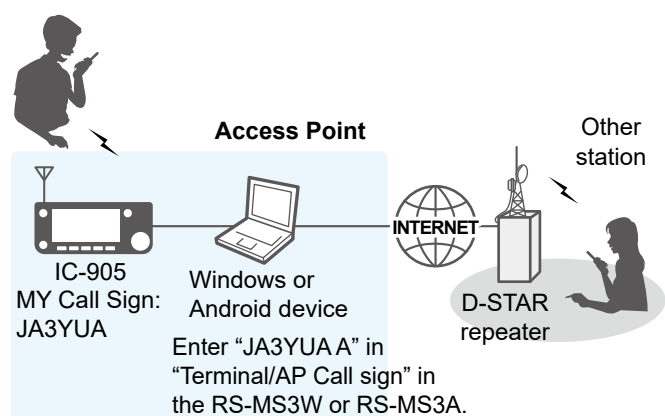 Access Point
Other
station
INTERNET
IC-905
MY Call Sign:
JA3YUA
Windows or
Android device
D-STAR
repeater
Enter “JA3YUA A” in
“Terminal/AP Call sign” in
the RS-MS3W or RS-MS3A.